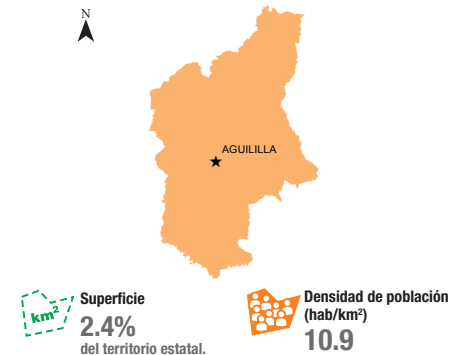 N
AGUILILLA
km²
Superficie
2.4%
del territorio estatal.
Densidad de población
(hab/km²)
10.9